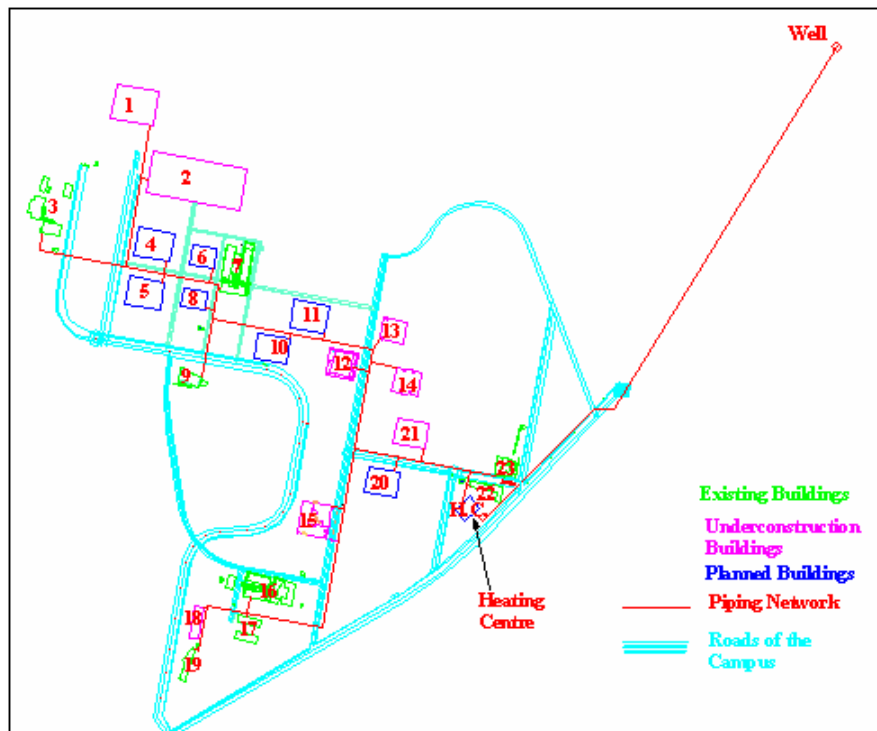 Well
1
2
3
4
6
7
5
8
11
13
10
12
9
14
21
23
20
22
H.C.
15
Existing Buildings
Underconstruction
Buildings
Planned Buildings
16
Heating
Centre
Piping Network
18
17
Roads of the
Campus
19